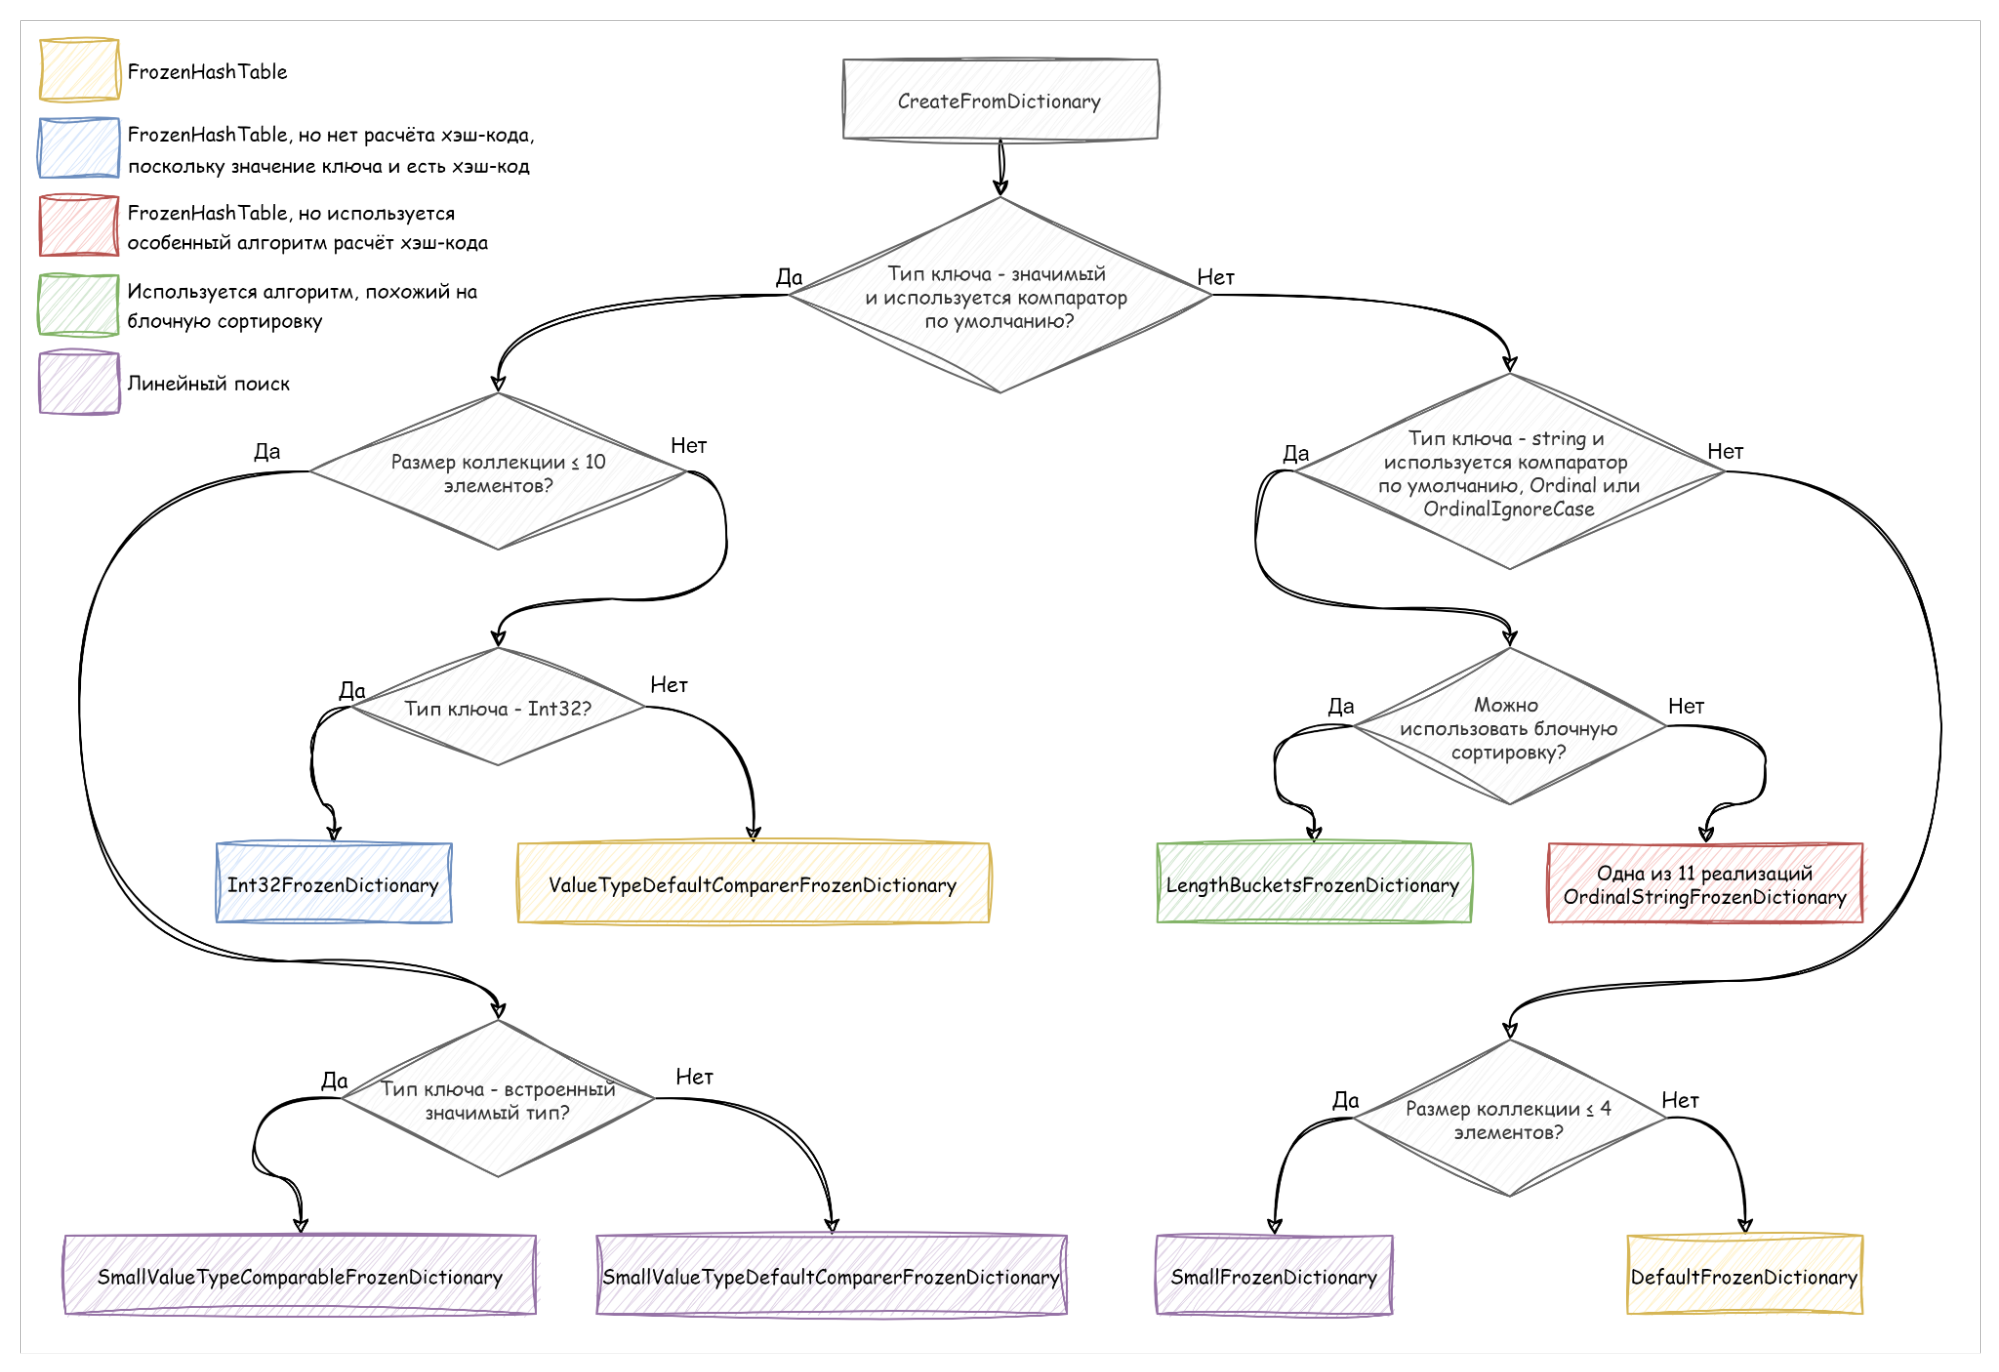 FrozenHashTable
FrozenHashTable, но нет расчёта хэш-кода,
поскольку значение ключа и есть хэш-код
FrozenHashTable, но используется
особенный алгоритм расчёт хэш-кода
Используется алгоритм, похожий на
блочную сортировку
Линейный поиск
CreateFromDictionary
Тип ключа - значимый
и используется компаратор
по умолчанию?
Да
Нет
Размер коллекции ≤ 10
элементов?
Да
Нет
Тип ключа - string и
используется компаратор
по умолчанию, Ordinal или
OrdinalIgnoreCase
Да
Нет
Тип ключа - Int32?
Да
Нет
Можно
использовать блочную
сортировку?
Да
Нет
Int32FrozenDictionary
ValueTypeDefaultComparerFrozenDictionary
LengthBucketsFrozenDictionary
Одна из 11 реализаций
OrdinalStringFrozenDictionary
Тип ключа - встроенный
значимый тип?
Да
Нет
Размер коллекции ≤ 4
элементов?
Да
Нет
SmallValueTypeComparableFrozenDictionary
SmallValueTypeDefaultComparerFrozenDictionary
SmallFrozenDictionary
DefaultFrozenDictionary